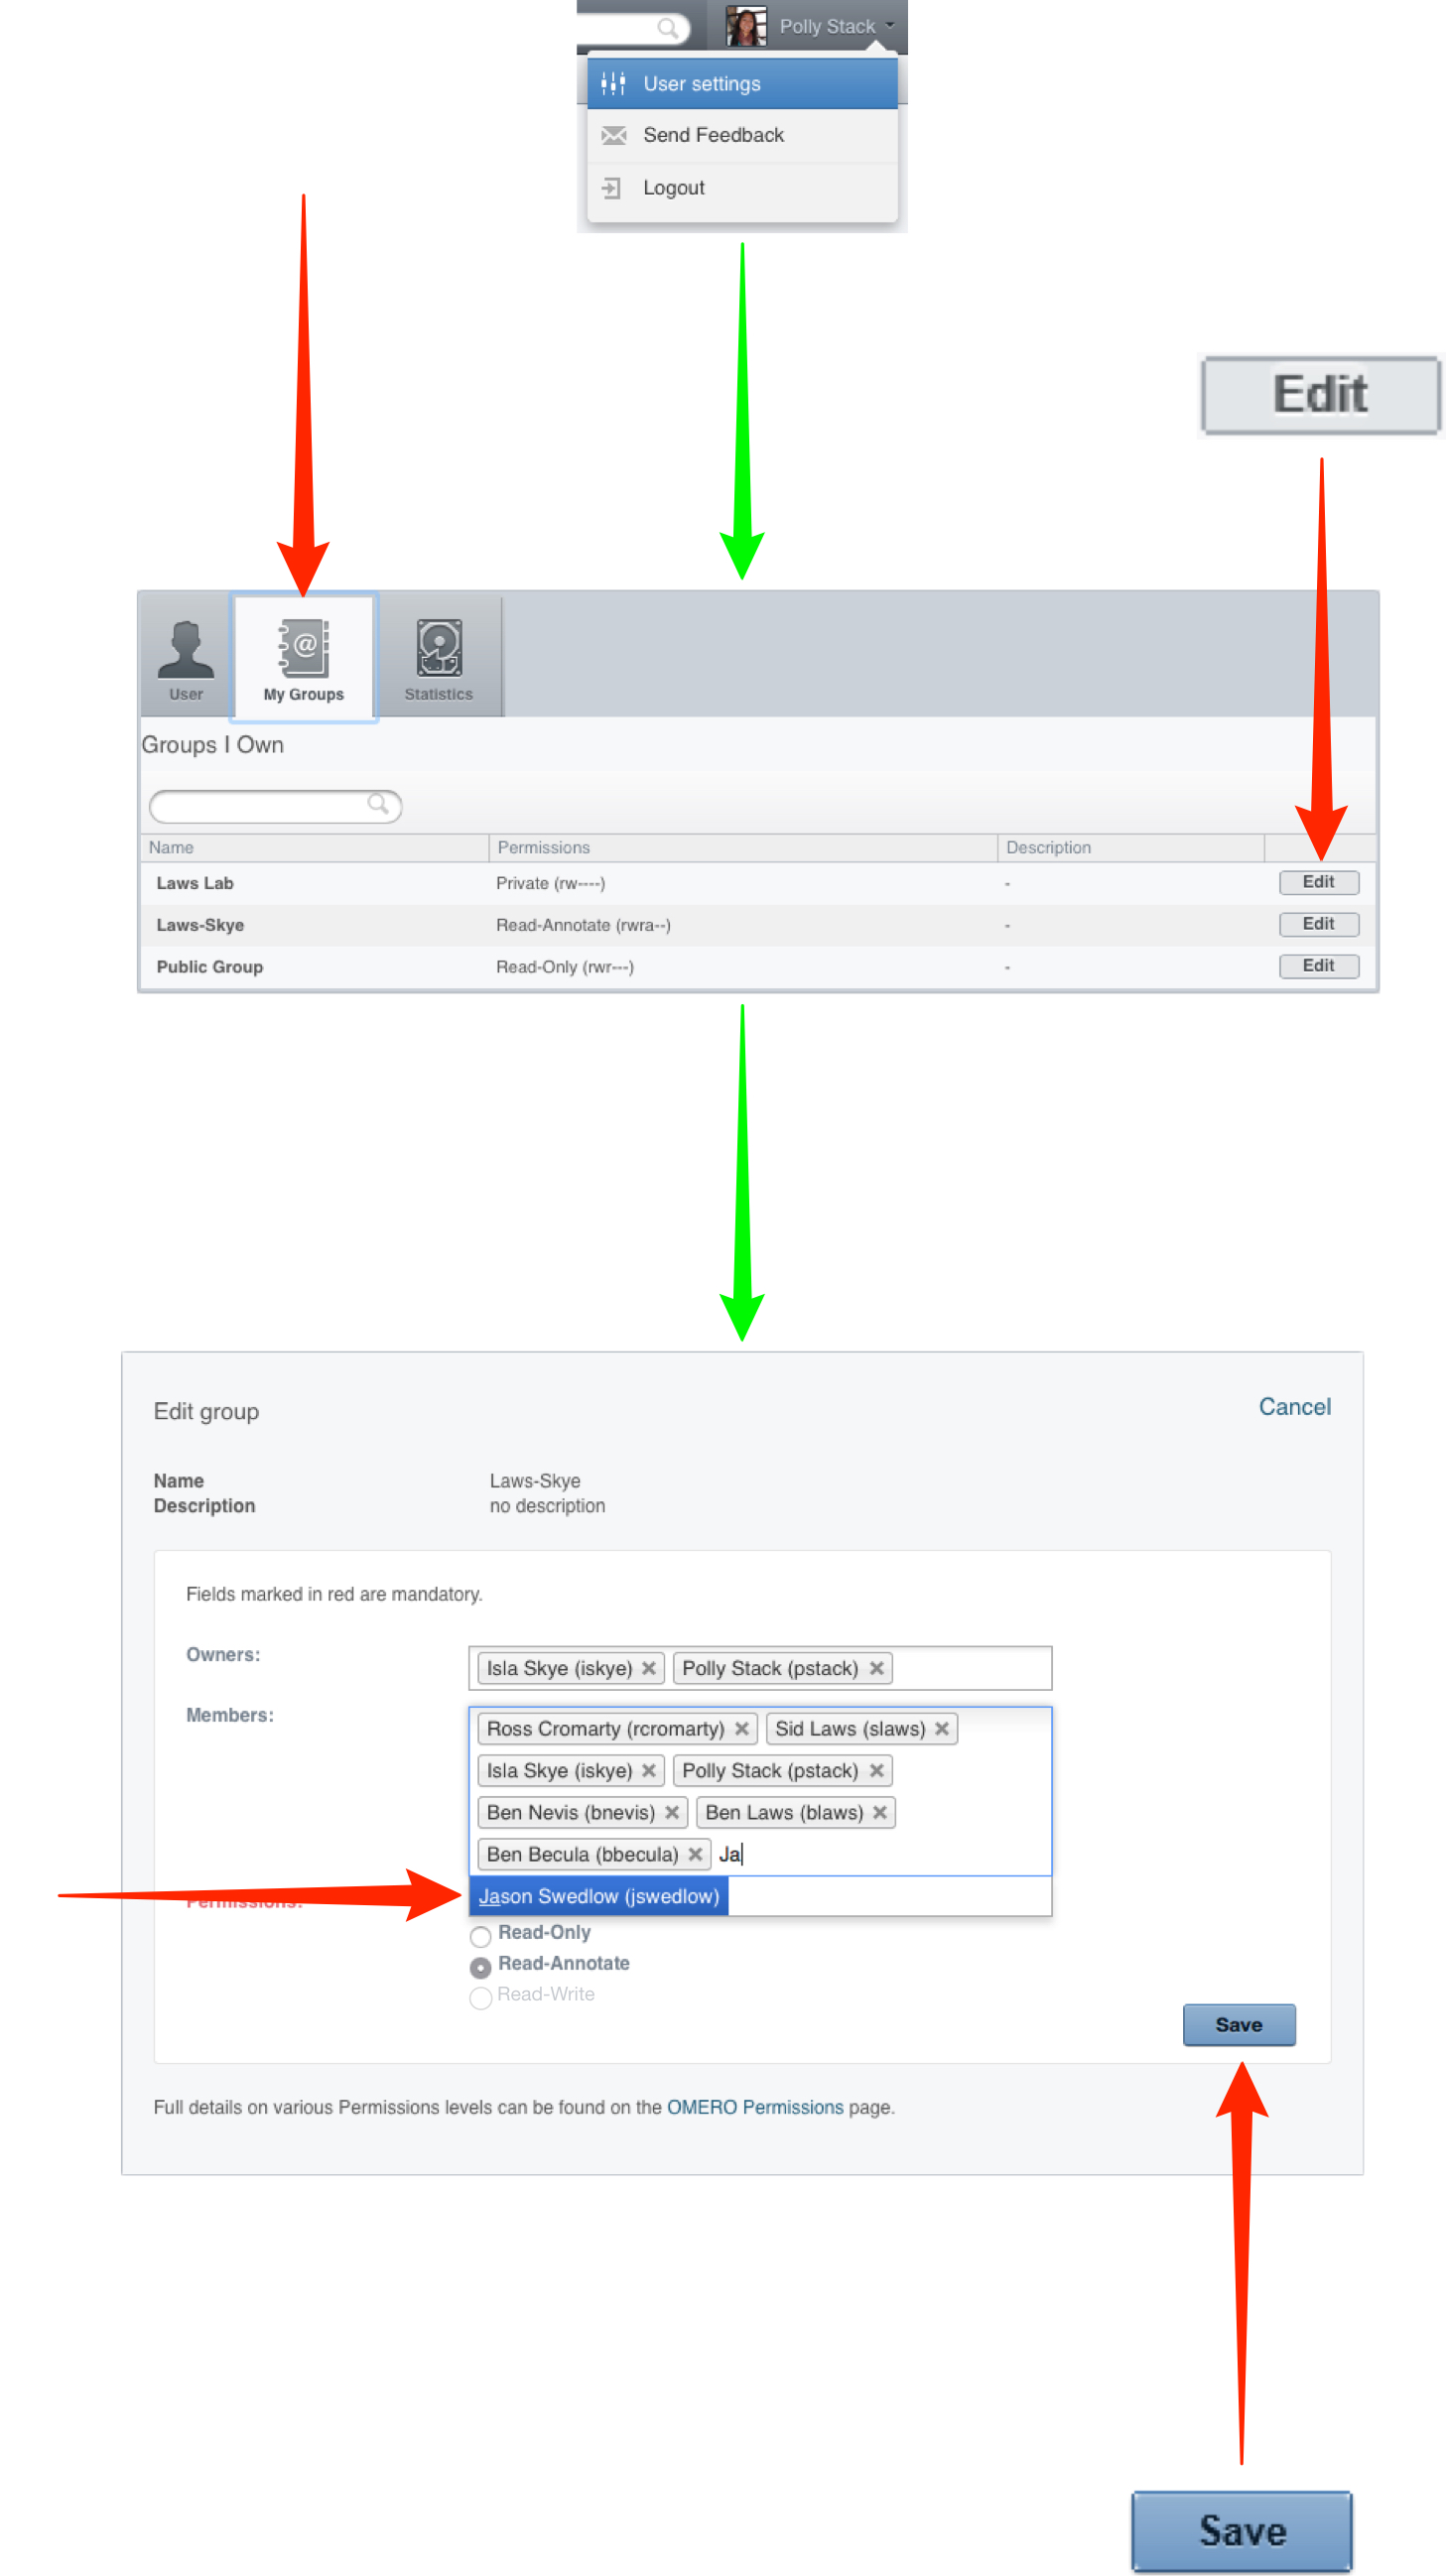 Polly Stack
User settings
Send Feedback
Logout
Edit
User
My Groups
Statistics
Groups I Own
Name Permissions Description
Laws Lab Private (rw----) - Edit
Laws-Skye Read-Annotate (rwra--) - Edit
Public Group Read-Only (rwr---) - Edit
Edit group Cancel
Name Laws-Skye
Description no description
Fields marked in red are mandatory.
Owners: Isla Skye (iskye) Polly Stack (pstack)
Members: Ross Cromarty (rcromarty) Sid Laws (slaws)
Isla Skye (iskye) Polly Stack (pstack)
Ben Nevis (bnevis) Ben Laws (blaws)
Ben Becula (bbecula) Ja
Permissions: Jason Swedlow (jswedlow)
Read-Only
Read-Annotate
Read-Write
Save
Full details on various Permissions levels can be found on the OMERO Permissions page.
Save